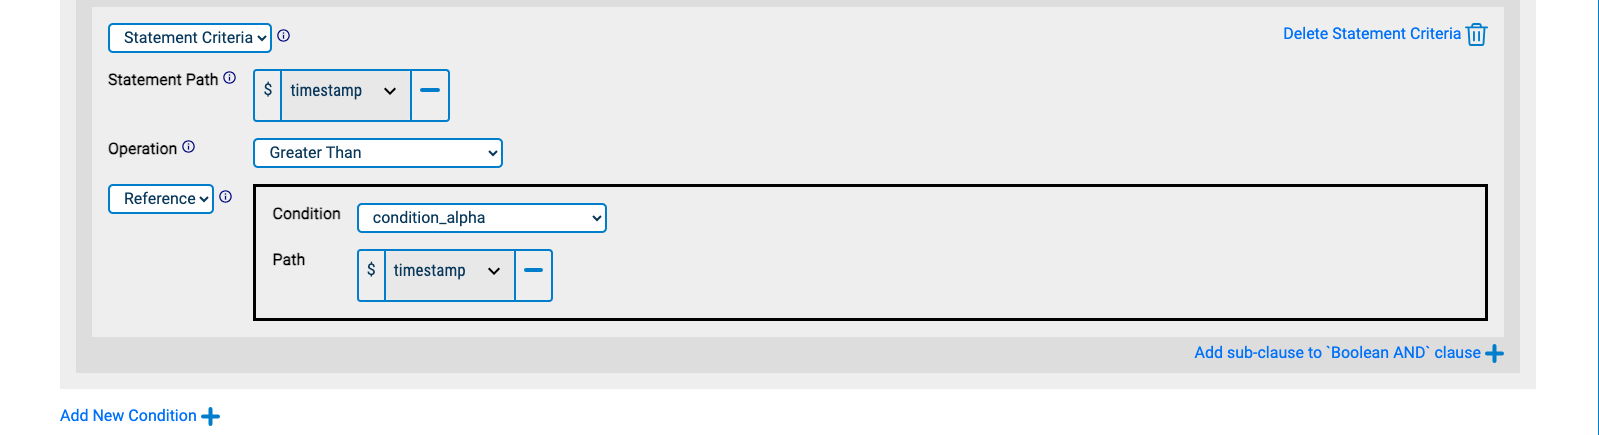 Statement Criteria
Delete Statement Criteria
Statement Path
$ timestamp
Operation
Greater Than
Reference
Condition
condition_alpha
Path
$ timestamp
Add sub-clause to `Boolean AND` clause
Add New Condition